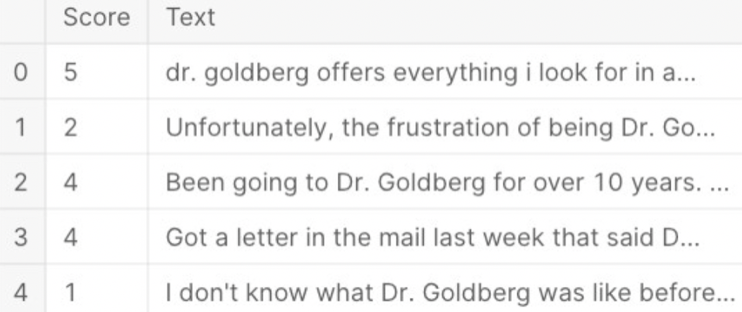 Score Text
0 5 dr. goldberg offers everything i look for in a...
1 2 Unfortunately, the frustration of being Dr. Go...
2 4 Been going to Dr. Goldberg for over 10 years. ...
3 4 Got a letter in the mail last week that said D...
4 1 I don't know what Dr. Goldberg was like before...